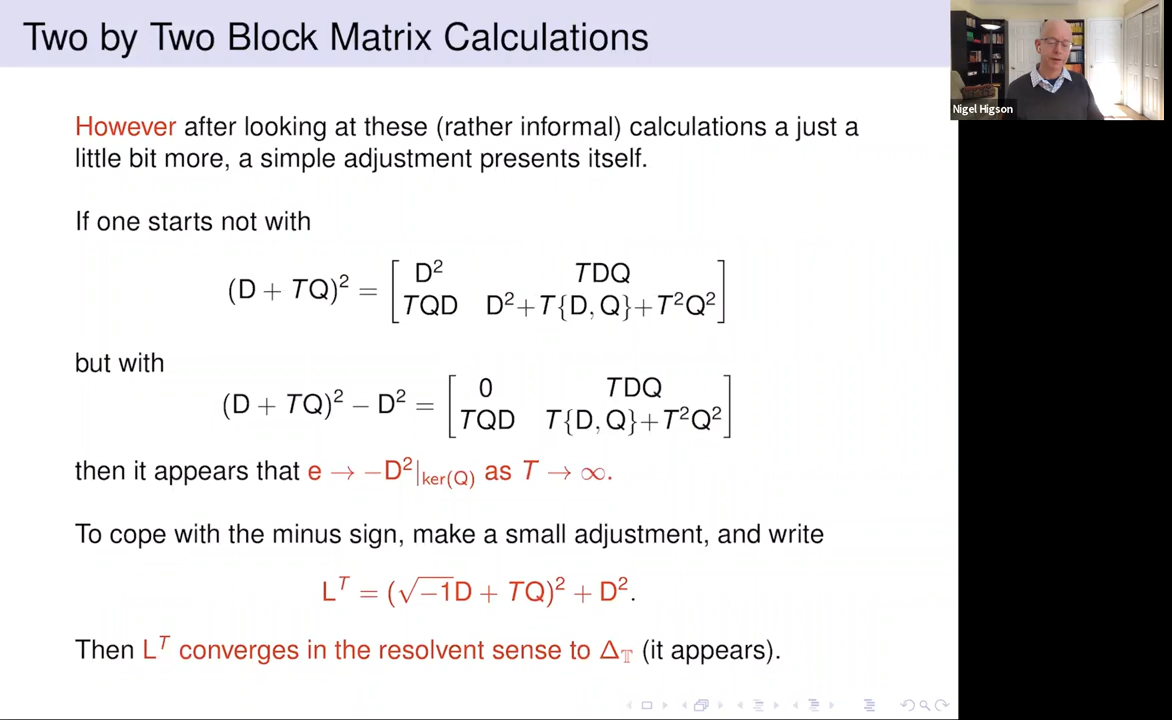 Two by Two Block Matrix Calculations
Nigel Higson
However after looking at these (rather informal) calculations a just a
little bit more, a simple adjustment presents itself.
If one starts not with
(D + TQ)² = [ D² TDQ
TQD D²+T{D, Q}+T²Q² ]
but with
(D + TQ)² − D² = [ 0 TDQ
TQD T{D, Q}+T²Q² ]
then it appears that e → −D²|ker(Q) as T → ∞.
To cope with the minus sign, make a small adjustment, and write
Lᵀ = (√−1D + TQ)² + D².
Then Lᵀ converges in the resolvent sense to Δ_𝕋 (it appears).